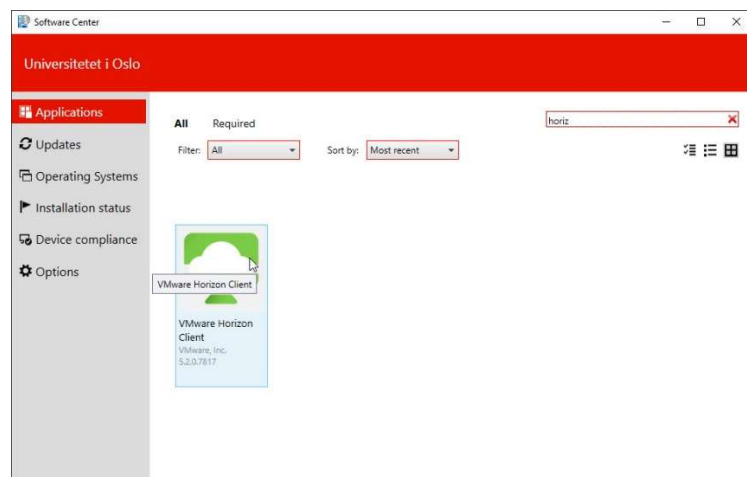 Software Center
Universitetet i Oslo
Applications
Updates
Operating Systems
Installation status
Device compliance
Options
All Required
horiz
Filter: All Sort by: Most recent
VMware Horizon Client
VMware Horizon
Client
VMware, Inc.
5.2.0.7817